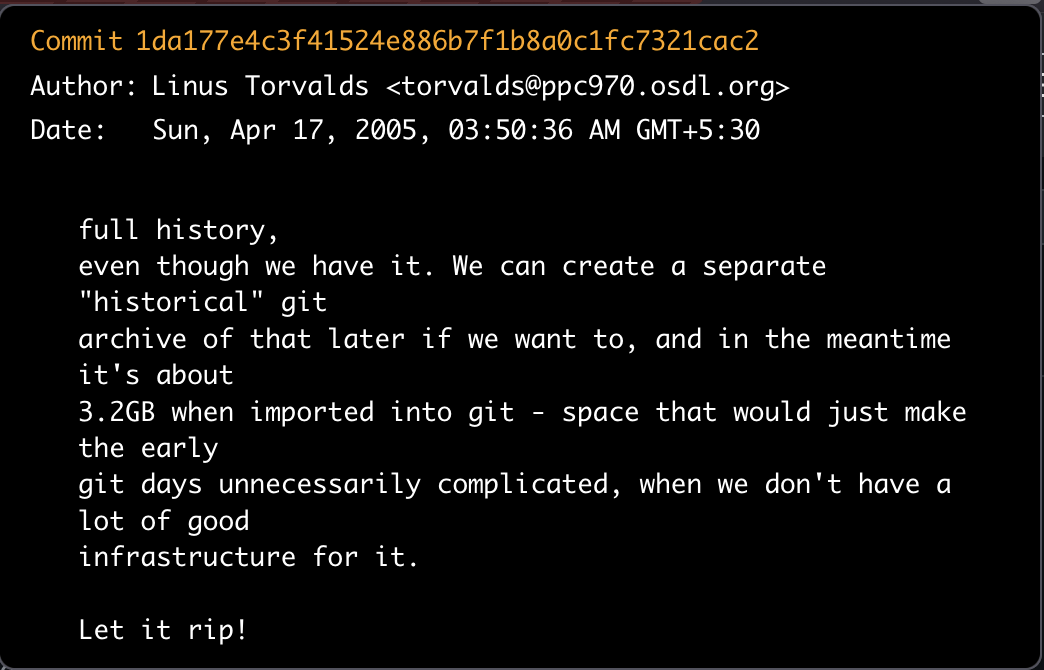 Commit 1da177e4c3f41524e886b7f1b8a0c1fc7321cac2
Author: Linus Torvalds <torvalds@ppc970.osdl.org>
Date:   Sun, Apr 17, 2005, 03:50:36 AM GMT+5:30
full history,
even though we have it. We can create a separate
"historical" git
archive of that later if we want to, and in the meantime
it's about
3.2GB when imported into git - space that would just make
the early
git days unnecessarily complicated, when we don't have a
lot of good
infrastructure for it.
Let it rip!